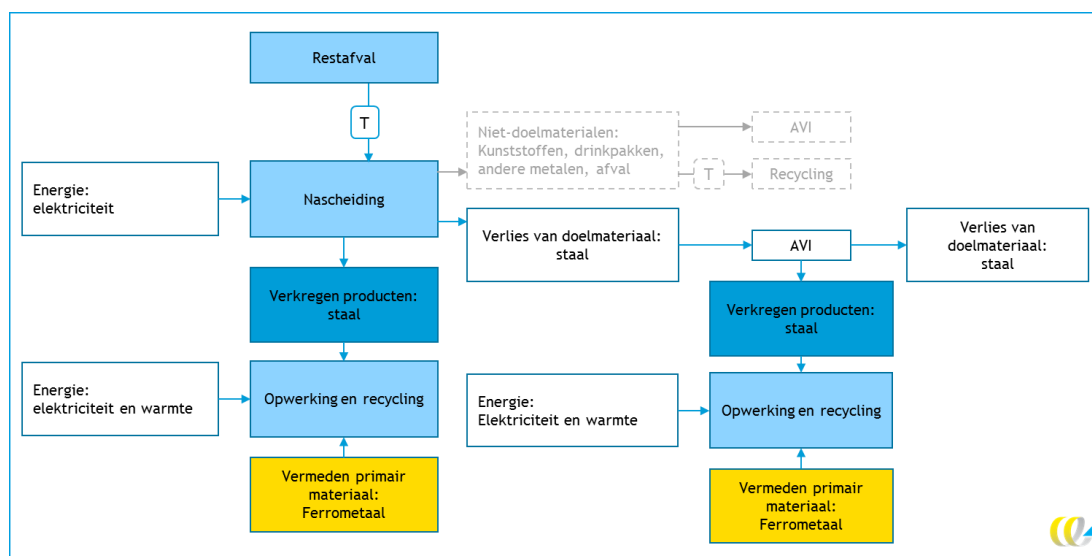 Restafval
T
Niet-doelmaterialen:
Kunststoffen, drinkpakken,
andere metalen, afval
AVI
T
Recycling
Energie:
elektriciteit
Nascheiding
Verlies van doelmateriaal:
staal
AVI
Verlies van
doelmateriaal:
staal
Verkregen producten:
staal
Verkregen producten:
staal
Energie:
elektriciteit en warmte
Opwerking en recycling
Energie:
Elektriciteit en warmte
Opwerking en recycling
Vermeden primair
materiaal:
Ferrometaal
Vermeden primair
materiaal:
Ferrometaal